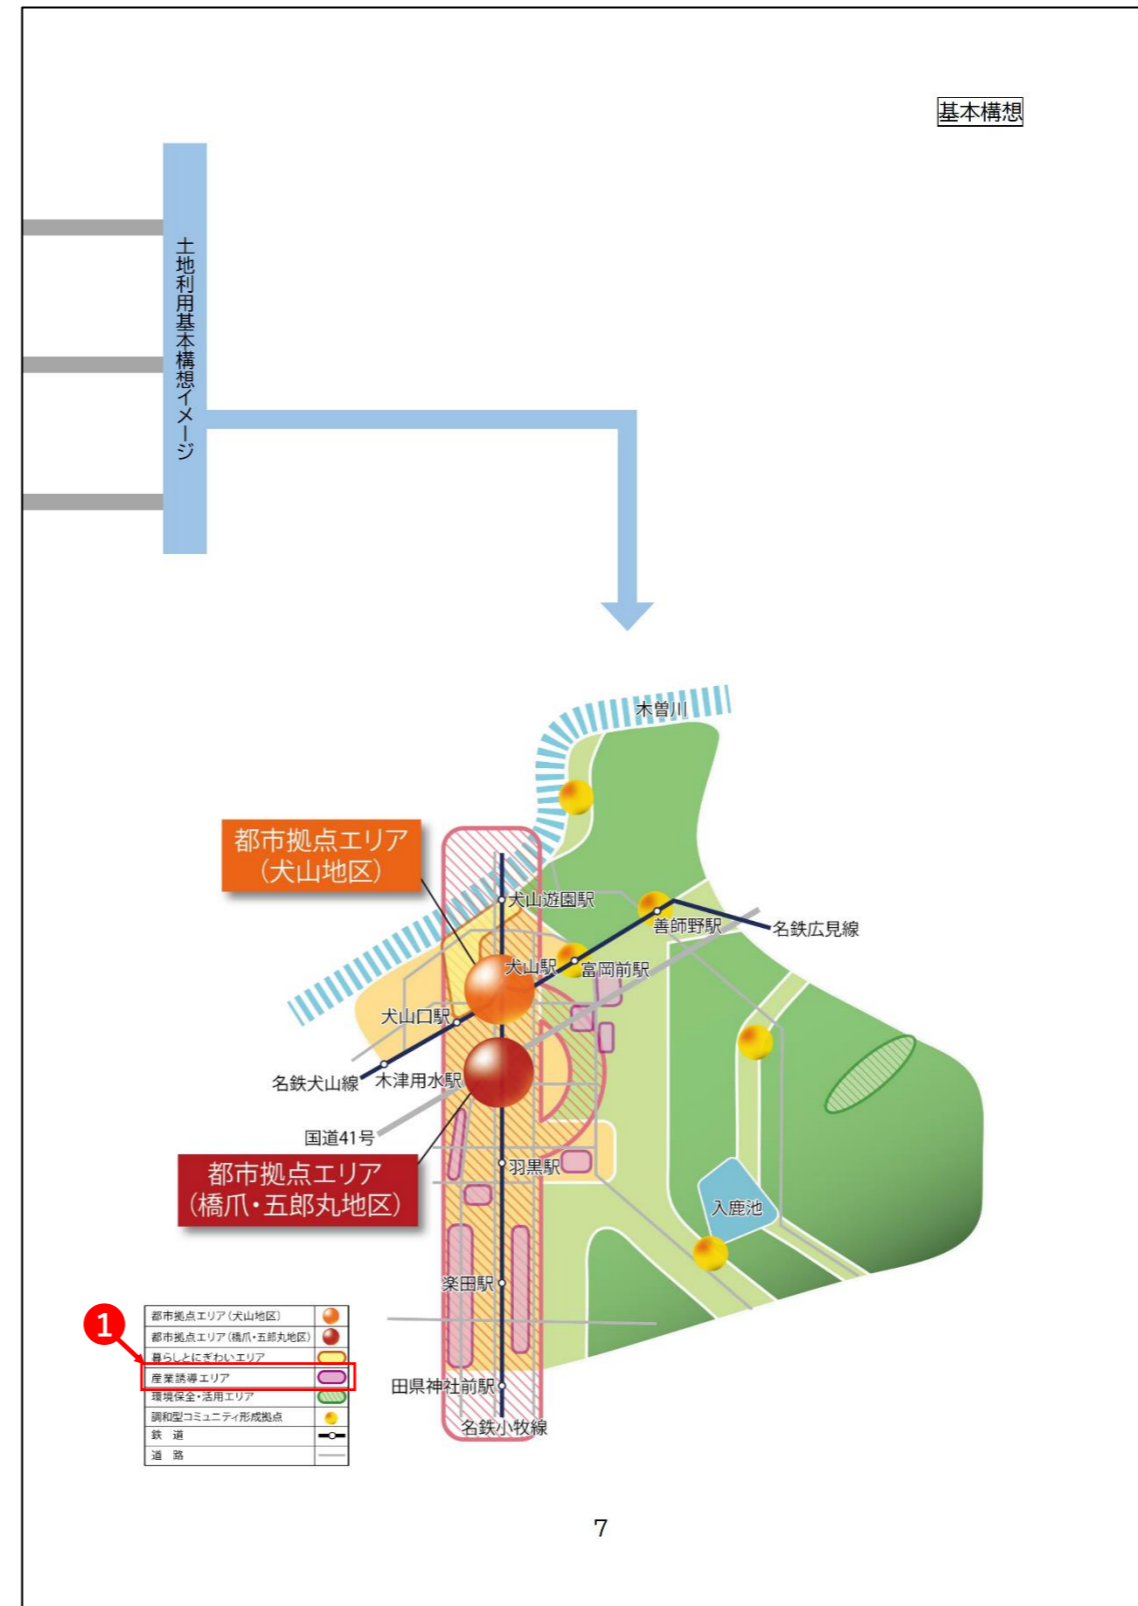 基本構想
土地利用基本構想イメージ
木曽川
都市拠点エリア
（犬山地区）
犬山遊園駅
善師野駅
名鉄広見線
犬山駅
富岡前駅
犬山口駅
名鉄犬山線
木津用水駅
国道41号
都市拠点エリア
（橋爪・五郎丸地区）
羽黒駅
入鹿池
楽田駅
田県神社前駅
名鉄小牧線
1
都市拠点エリア（犬山地区）
都市拠点エリア（橋爪・五郎丸地区）
暮らしとにぎわいエリア
産業誘導エリア
環境保全・活用エリア
調和型コミュニティ形成拠点
鉄　道
道　路
7